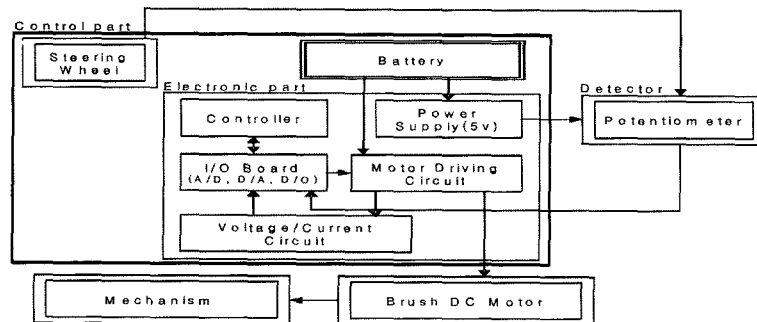 Control part
Steering
Wheel
Battery
Electronic part
Detector
Controller
Power
Supply(5v)
Potentiometer
I/O Board
(A/D, D/A, D/O)
Motor Driving
Circuit
Voltage/Current
Circuit
Mechanism
Brush DC Motor